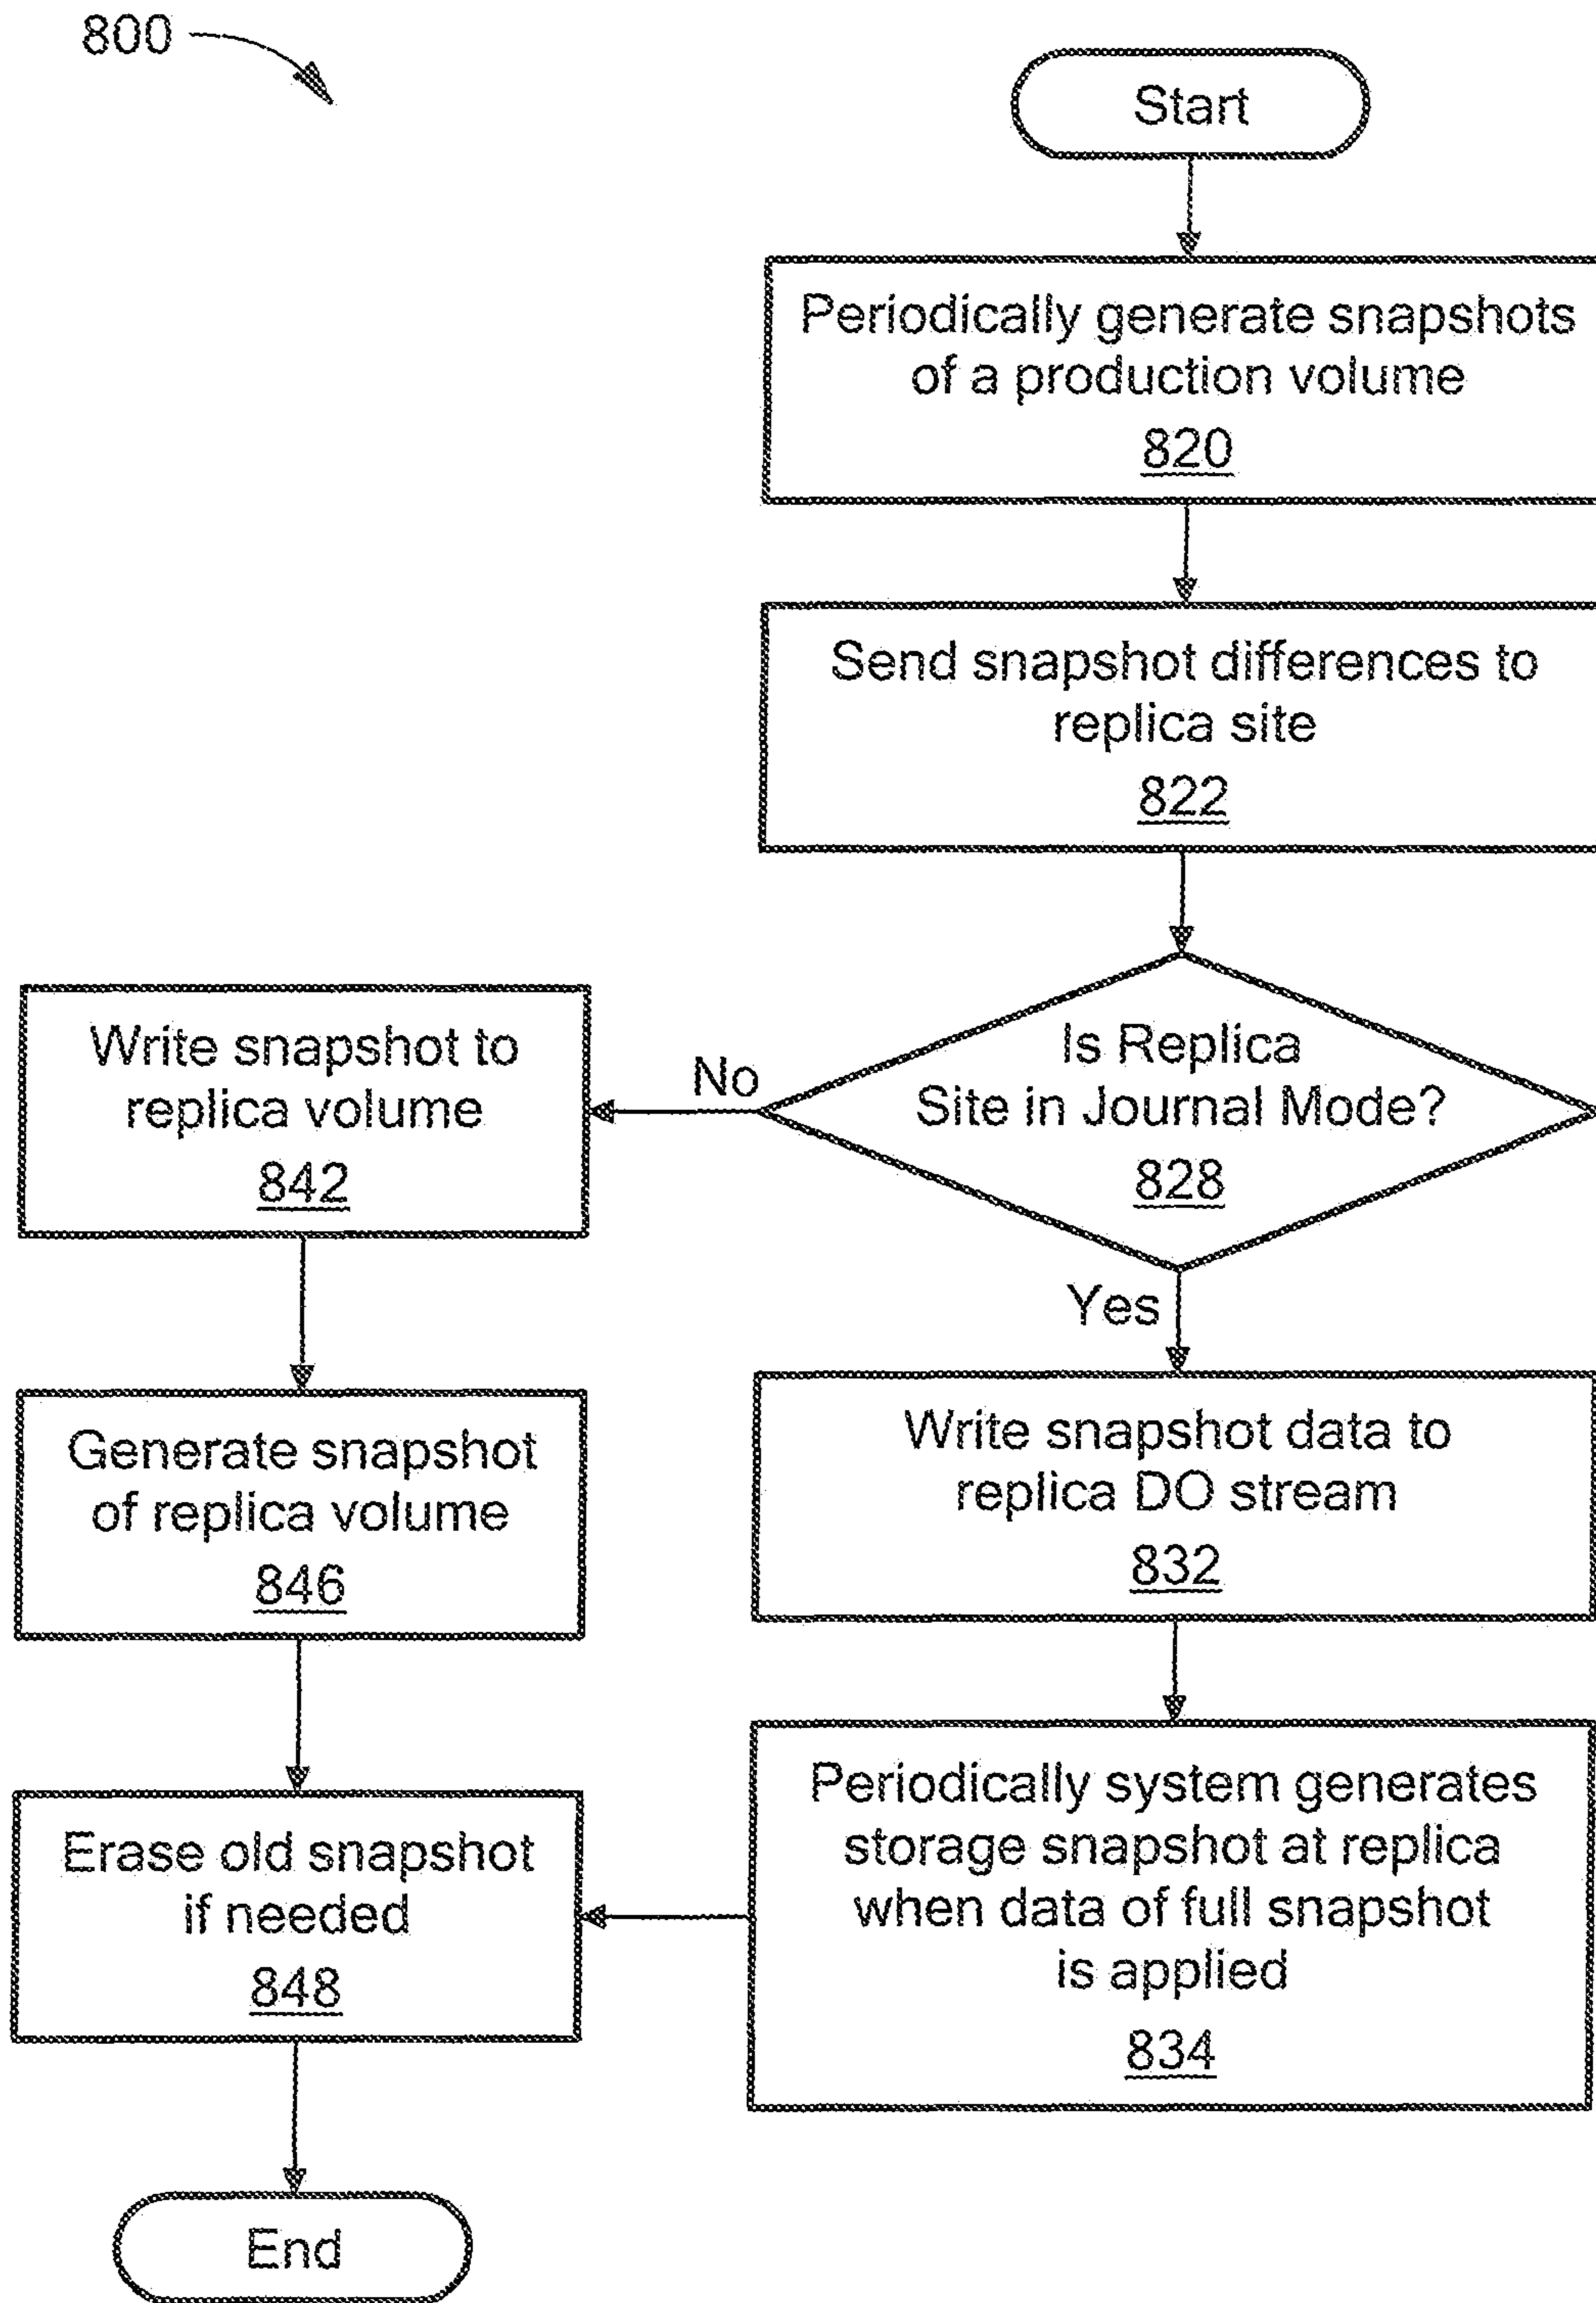 800
Start
Periodically generate snapshots
of a production volume
820
Send snapshot differences to
replica site
822
Is Replica
Site in Journal Mode?
828
No
Yes
Write snapshot to
replica volume
842
Generate snapshot
of replica volume
846
Write snapshot data to
replica DO stream
832
Periodically system generates
storage snapshot at replica
when data of full snapshot
is applied
834
Erase old snapshot
if needed
848
End